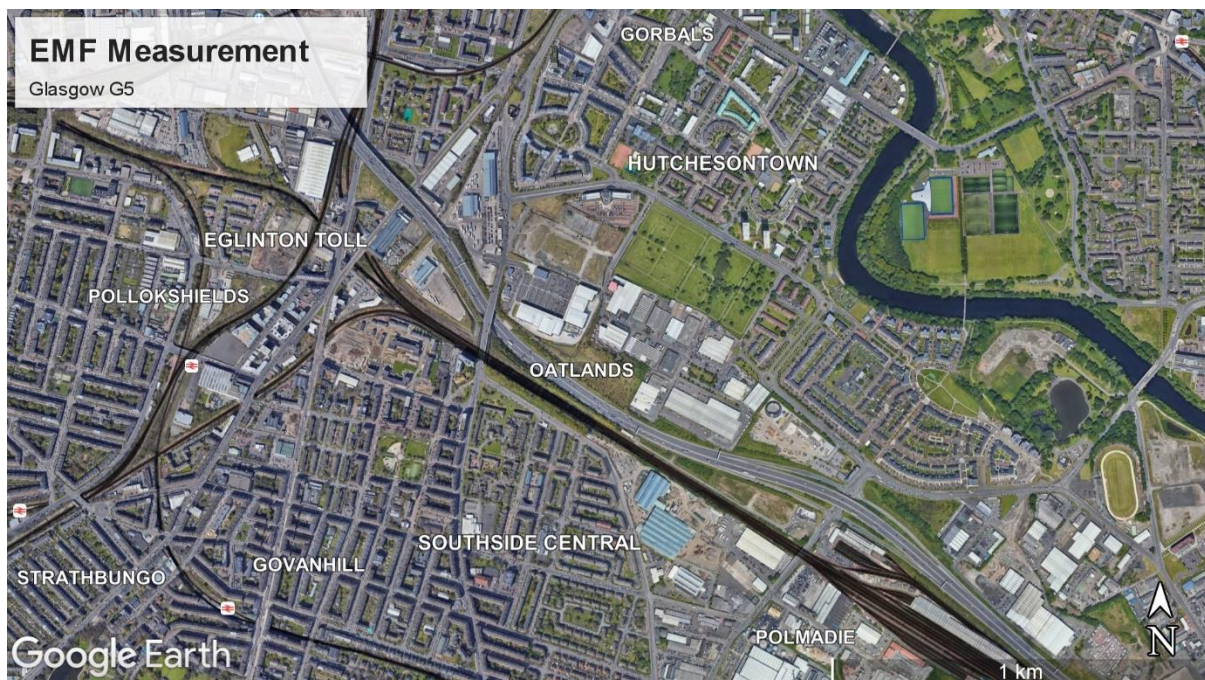 EMF Measurement
Glasgow G5
GORBALS
HUTCHESONTOWN
EGLINTON TOLL
POLLOKSHIELDS
OATLANDS
SOUTHSIDE CENTRAL
GOVANHILL
STRATHBUNGO
POLMADIE
N
Google Earth
1 km